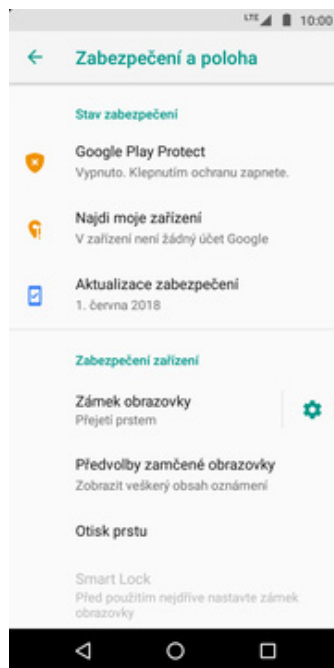 LTE 10:00
Zabezpečení a poloha
Stav zabezpečení
Google Play Protect
Vypnuto. Klepnutím ochranu zapnete.
Najdi moje zařízení
V zařízení není žádný účet Google
Aktualizace zabezpečení
1. června 2018
Zabezpečení zařízení
Zámek obrazovky
Přejetí prstem
Předvolby zamčené obrazovky
Zobrazit veškerý obsah oznámení
Otisk prstu
Smart Lock
Před použitím nejdříve nastavte zámek
obrazovky